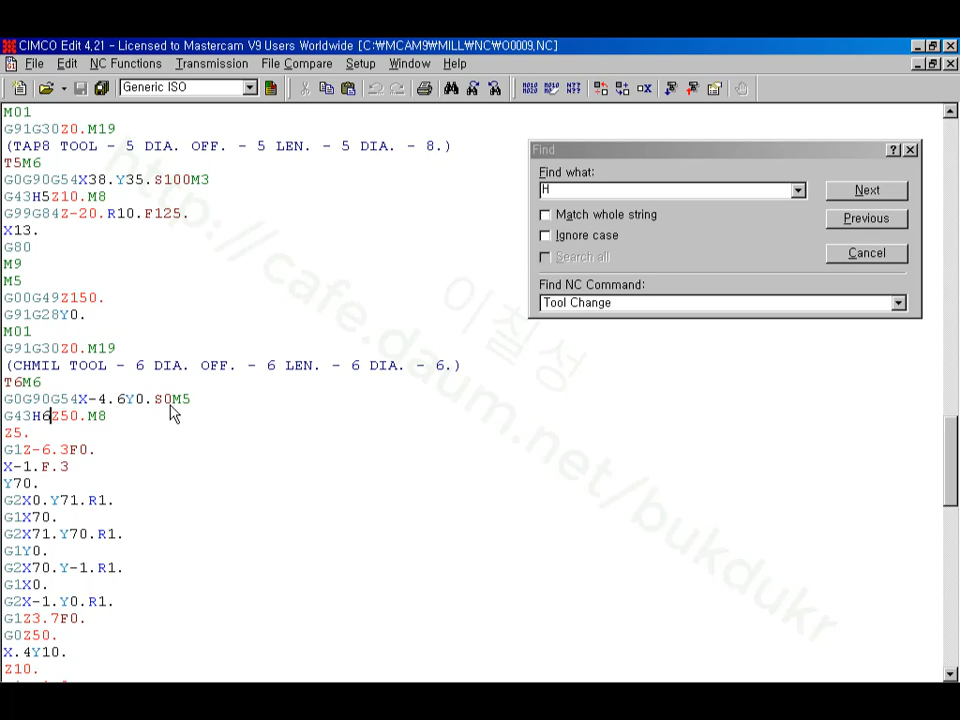 CIMCO Edit 4,21 - Licensed to Mastercam V9 Users Worldwide [C:₩MCAM9₩MILL₩NC₩O0009,NC]
File Edit NC Functions Transmission File Compare Setup Window Help
Generic ISO
M01
G91G30Z0.M19
(TAP8 TOOL - 5 DIA. OFF. - 5 LEN. - 5 DIA. - 8.)
T5M6
G0G90G54X38.Y35.S100M3
G43H5Z10.M8
G99G84Z-20.R10.F125.
X13.
G80
M9
M5
G00G49Z150.
G91G28Y0.
M01
G91G30Z0.M19
(CHMIL TOOL - 6 DIA. OFF. - 6 LEN. - 6 DIA. - 6.)
T6M6
G0G90G54X-4.6Y0.S0M5
G43H6Z50.M8
Z5.
G1Z-6.3F0.
X-1.F.3
Y70.
G2X0.Y71.R1.
G1X70.
G2X71.Y70.R1.
G1Y0.
G2X70.Y-1.R1.
G1X0.
G2X-1.Y0.R1.
G1Z3.7F0.
G0Z50.
X.4Y10.
Z10.
Find
Find what:
H
Next
Match whole string
Previous
Ignore case
Search all
Cancel
Find NC Command:
Tool Change
이철성
http://cafe.daum.net/bukdukr